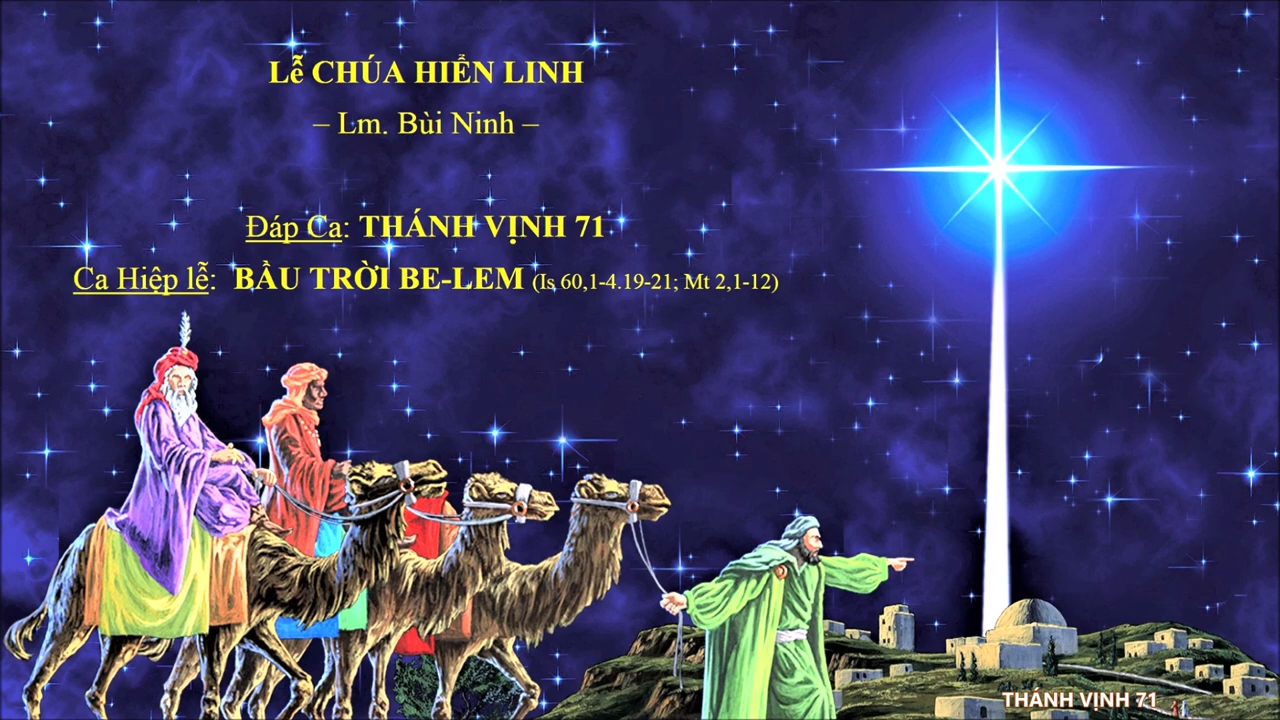 Lễ CHÚA HIỂN LINH
– Lm. Bùi Ninh –
Đáp Ca: THÁNH VỊNH 71
Ca Hiệp lễ: BẦU TRỜI BE-LEM (Is 60,1-4.19-21; Mt 2,1-12)
THÁNH VỊNH 71